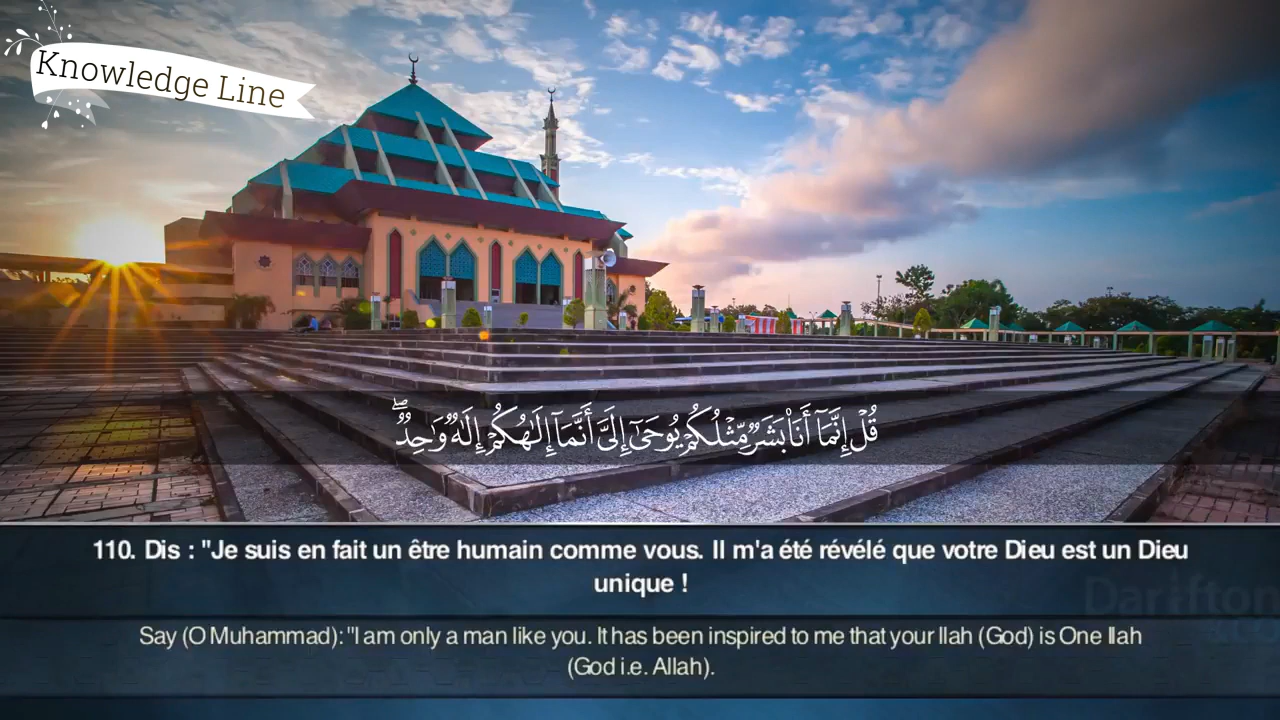 Knowledge Line
قُلْ إِنَّمَآ أَنَا۠ بَشَرٌ مِّثْلُكُمْ يُوحَىٰٓ إِلَىَّ أَنَّمَآ إِلَٰهُكُمْ إِلَٰهٌ وَٰحِدٌ ۖ
110. Dis : "Je suis en fait un être humain comme vous. Il m'a été révélé que votre Dieu est un Dieu
unique !
Say (O Muhammad): "I am only a man like you. It has been inspired to me that your Ilah (God) is One Ilah
(God i.e. Allah).